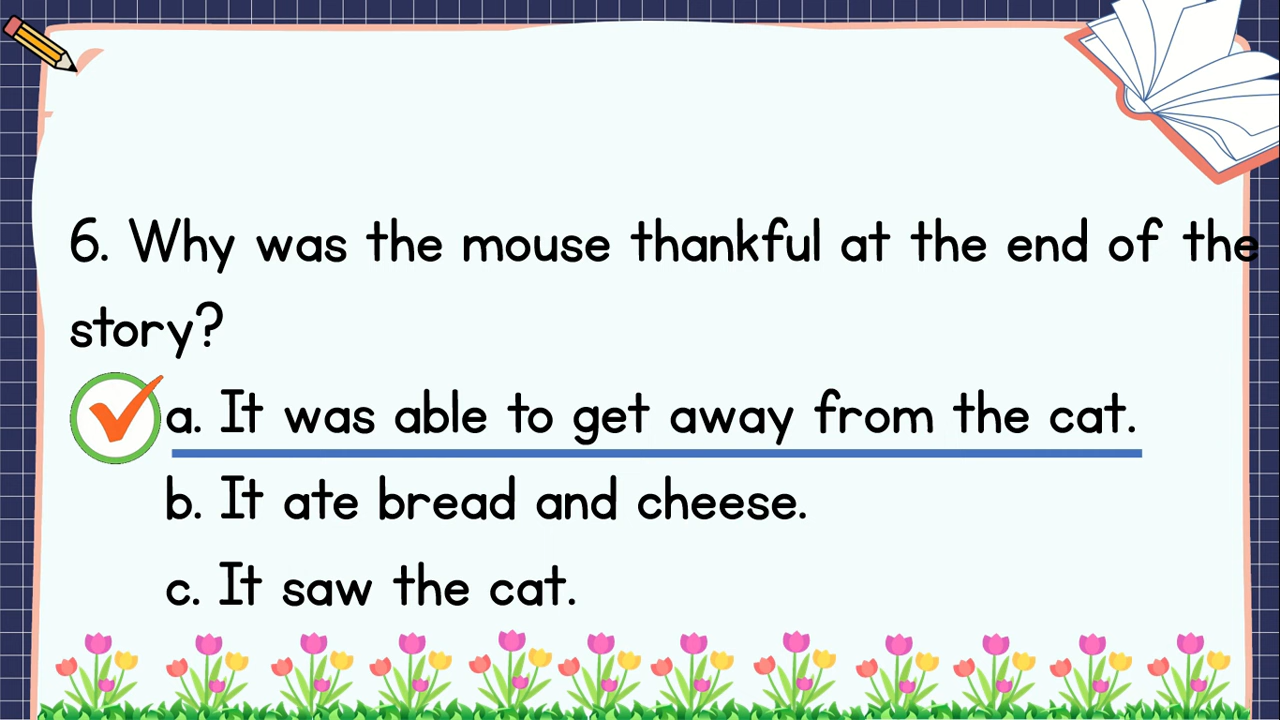 6. Why was the mouse thankful at the end of the
story?
a. It was able to get away from the cat.
b. It ate bread and cheese.
c. It saw the cat.